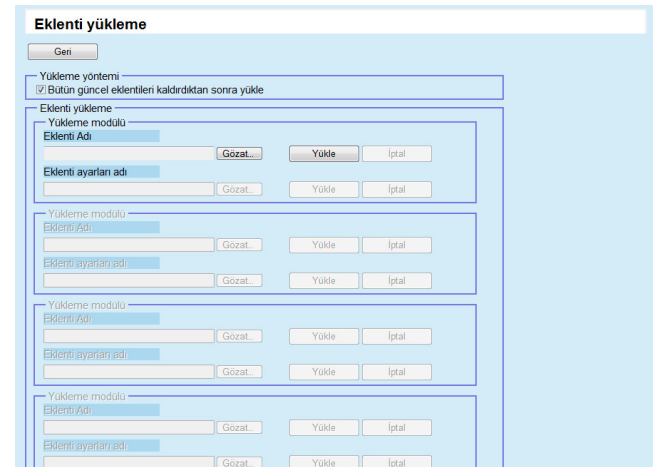 Eklenti yükleme
Geri
Yükleme yöntemi
Bütün güncel eklentileri kaldırdıktan sonra yükle
Eklenti yükleme
Yükleme modülü
Eklenti Adı
Gözat... Yükle İptal
Eklenti ayarları adı
Gözat... Yükle İptal
Yükleme modülü
Eklenti Adı
Gözat... Yükle İptal
Eklenti ayarları adı
Gözat... Yükle İptal
Yükleme modülü
Eklenti Adı
Gözat... Yükle İptal
Eklenti ayarları adı
Gözat... Yükle İptal
Yükleme modülü
Eklenti Adı
Gözat... Yükle İptal
Eklenti ayarları adı
Gözat... Yükle İptal